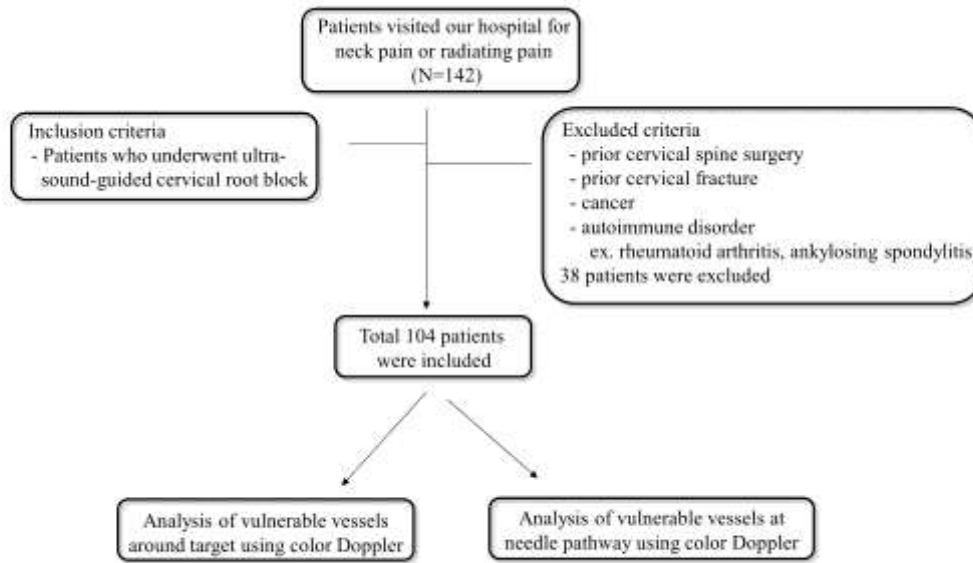 Patients visited our hospital for
neck pain or radiating pain
(N=142)
Inclusion criteria
- Patients who underwent ultra-
sound-guided cervical root block
Excluded criteria
- prior cervical spine surgery
- prior cervical fracture
- cancer
- autoimmune disorder
ex. rheumatoid arthritis, ankylosing spondylitis
38 patients were excluded
Total 104 patients
were included
Analysis of vulnerable vessels
around target using color Doppler
Analysis of vulnerable vessels at
needle pathway using color Doppler